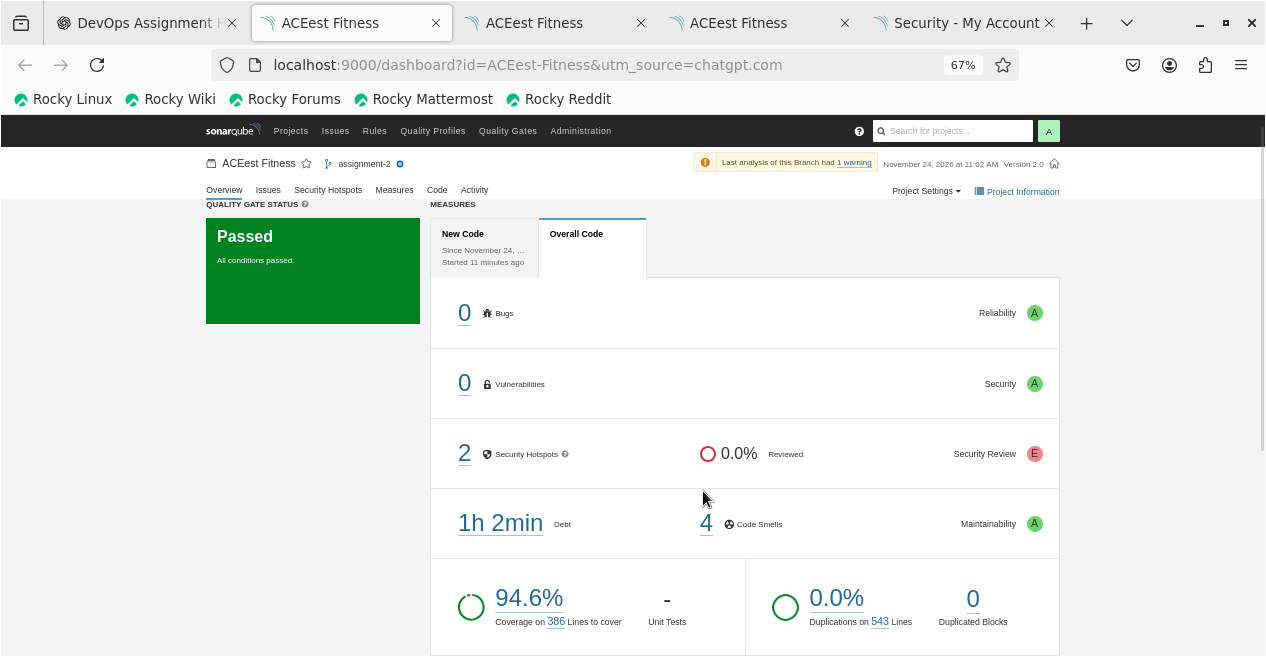 DevOps Assignment H
ACEest Fitness
ACEest Fitness
ACEest Fitness
Security - My Account
localhost:9000/dashboard?id=ACEest-Fitness&utm_source=chatgpt.com
67%
Rocky Linux
Rocky Wiki
Rocky Forums
Rocky Mattermost
Rocky Reddit
sonarqube
Projects
Issues
Rules
Quality Profiles
Quality Gates
Administration
Search for projects...
A
ACEest Fitness
assignment-2
Last analysis of this Branch had 1 warning
November 24, 2026 at 11:02 AM
Version 2.0
Overview
Issues
Security Hotspots
Measures
Code
Activity
Project Settings
Project Information
QUALITY GATE STATUS
MEASURES
Passed
All conditions passed.
New Code
Since November 24, ...
Started 11 minutes ago
Overall Code
0 Bugs
Reliability A
0 Vulnerabilities
Security A
2 Security Hotspots
0.0% Reviewed
Security Review E
1h 2min Debt
4 Code Smells
Maintainability A
94.6%
Coverage on 386 Lines to cover
-
Unit Tests
0.0%
Duplications on 543 Lines
0
Duplicated Blocks